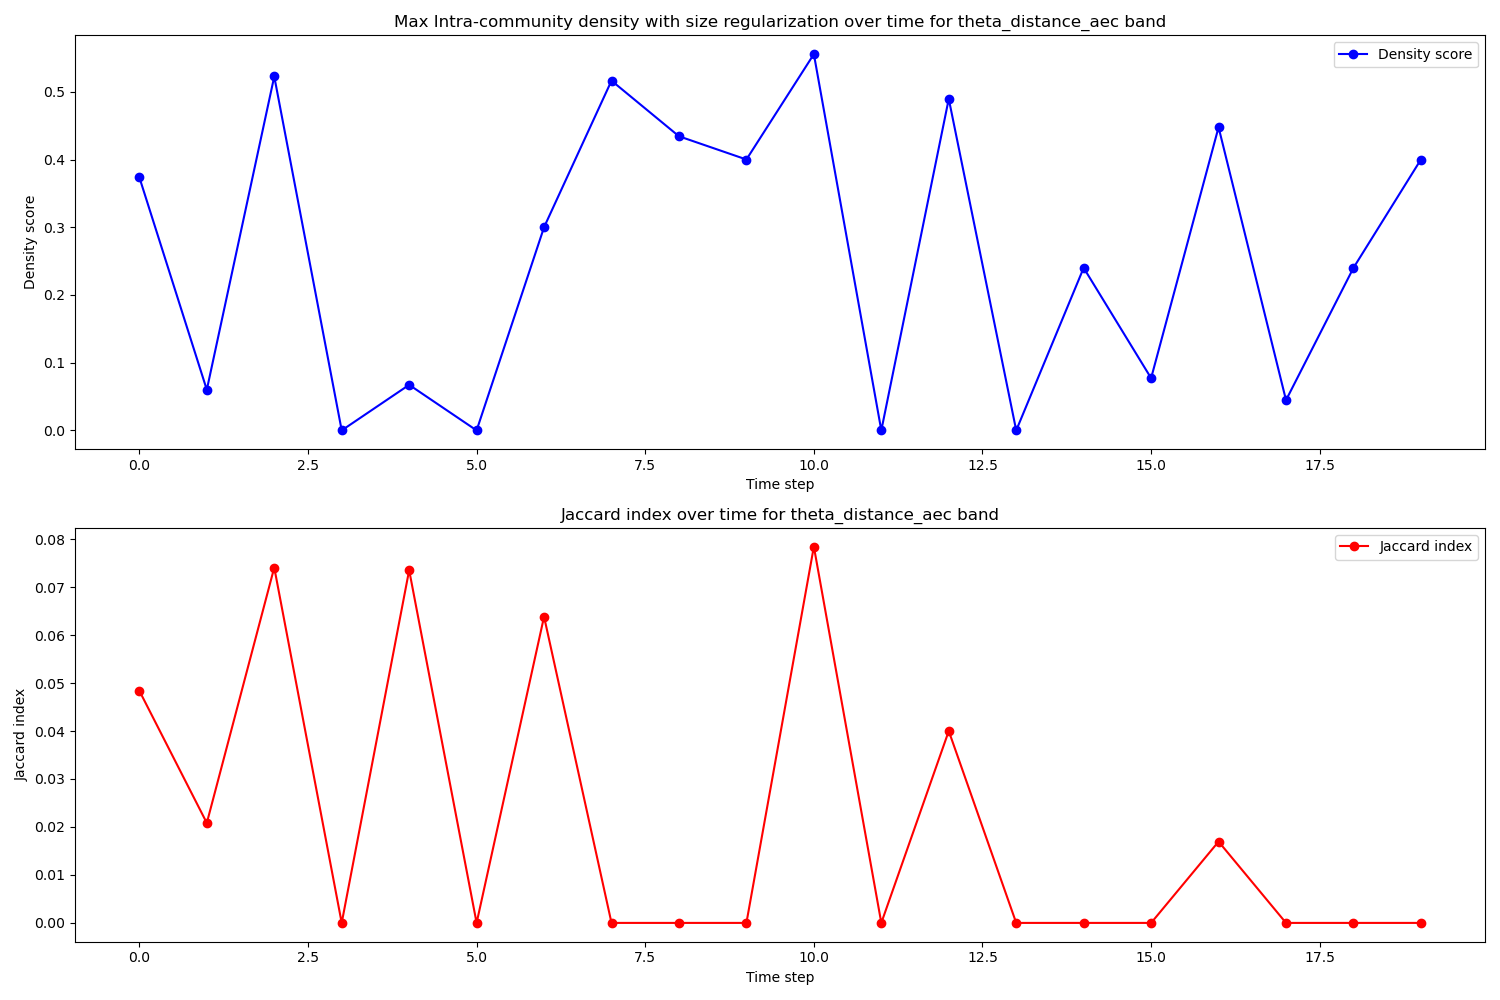 Max Intra-community density with size regularization over time for theta_distance_aec band
Density score
0.5
0.4
0.3
0.2
0.1
0.0
Density score
0.0 2.5 5.0 7.5 10.0 12.5 15.0 17.5
Time step
Jaccard index over time for theta_distance_aec band
Jaccard index
0.08
0.07
0.06
0.05
0.04
0.03
0.02
0.01
0.00
Jaccard index
0.0 2.5 5.0 7.5 10.0 12.5 15.0 17.5
Time step